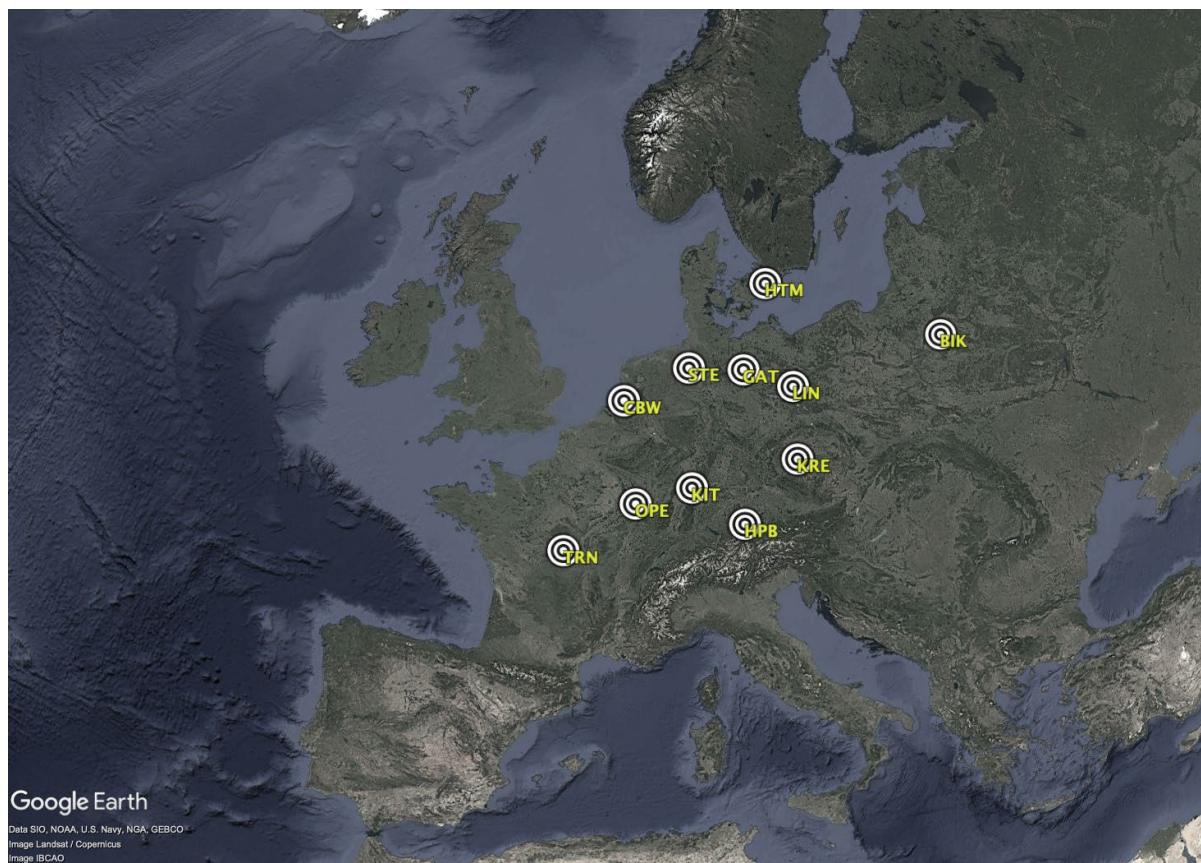 HTM
BIK
STE
GAT
LIN
CBW
KRE
KIT
OPE
HPB
TRN
Google Earth
Data SIO, NOAA, U.S. Navy, NGA, GEBCO
Image Landsat / Copernicus
Image IBCAO